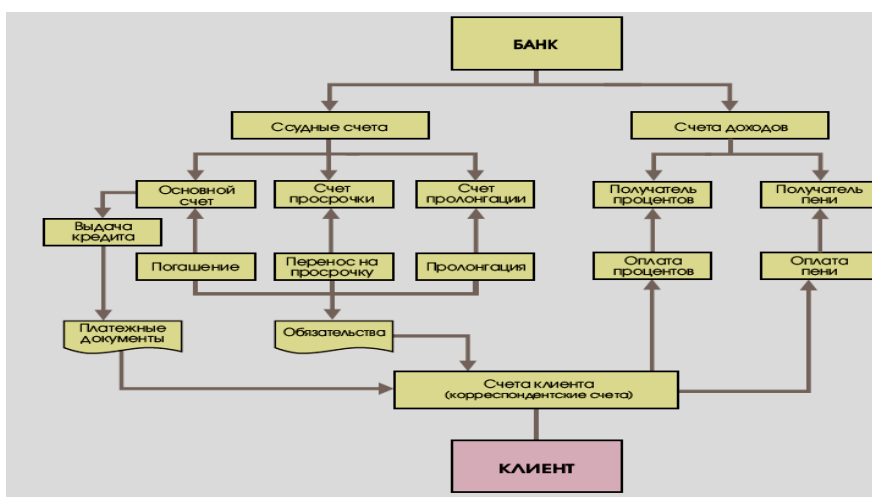 БАНК
Ссудные счета
Счета доходов
Основной
счет
Счет
просрочки
Счет
пролонгации
Получатель
процентов
Получатель
пени
Выдача
кредита
Погашение
Перенос на
просрочку
Пролонгация
Оплата
процентов
Оплата
пени
Платежные
документы
Обязательства
Счета клиента
(корреспондентские счета)
КЛИЕНТ